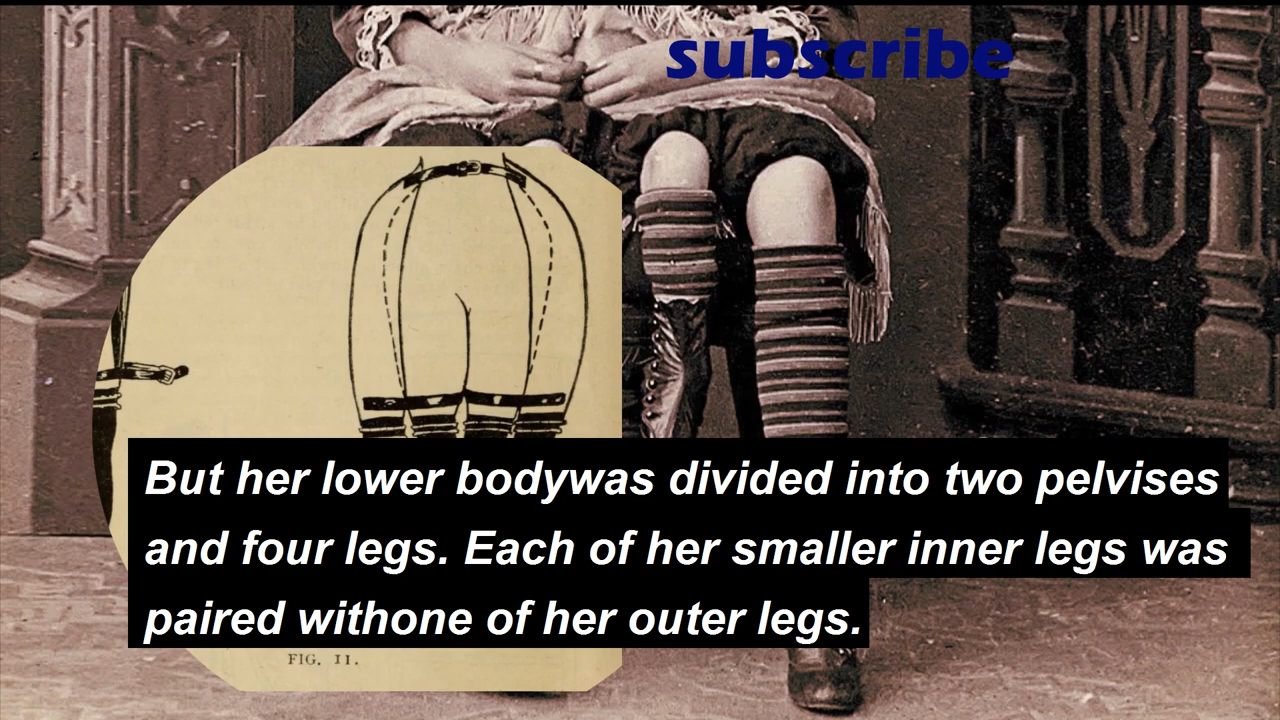 subscribe
But her lower bodywas divided into two pelvises
and four legs. Each of her smaller inner legs was
paired withone of her outer legs.
FIG. II.